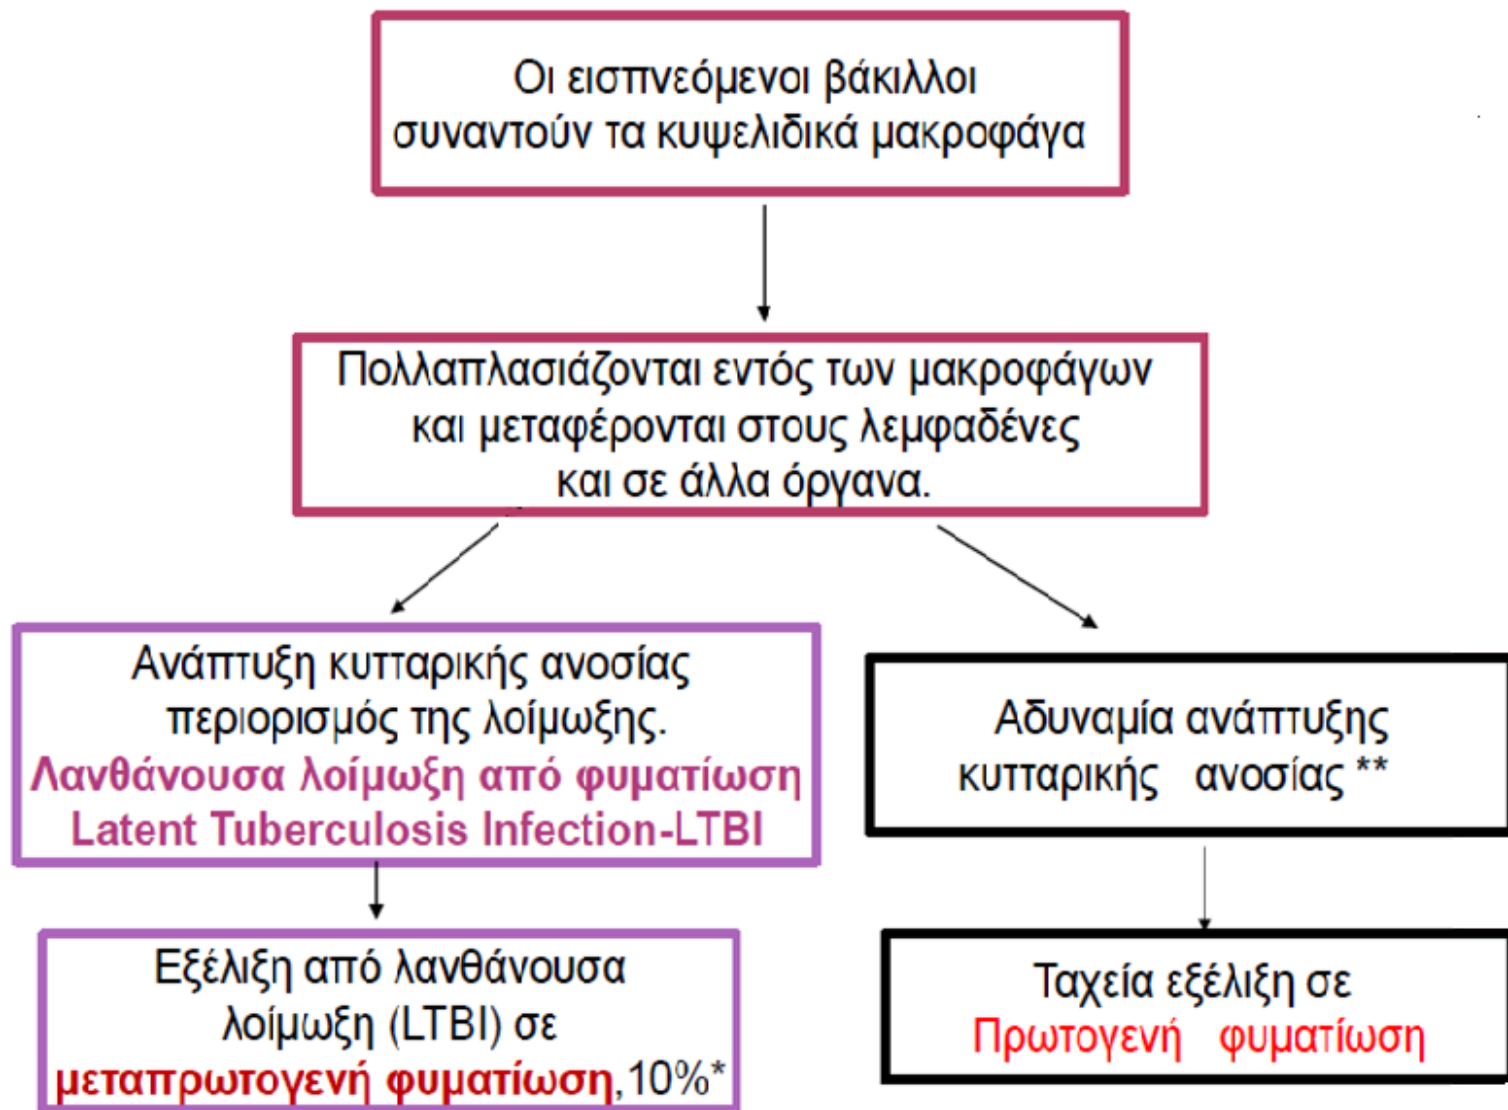 Οι εισπνεόμενοι βάκιλλοι
συναντούν τα κυψελιδικά μακροφάγα
Πολλαπλασιάζονται εντός των μακροφάγων
και μεταφέρονται στους λεμφαδένες
και σε άλλα όργανα.
Ανάπτυξη κυτταρικής ανοσίας
περιορισμός της λοίμωξης.
Λανθάνουσα λοίμωξη από φυματίωση
Latent Tuberculosis Infection-LTBI
Αδυναμία ανάπτυξης
κυτταρικής ανοσίας **
Εξέλιξη από λανθάνουσα
λοίμωξη (LTBI) σε
μεταπρωτογενή φυματίωση,10%*
Ταχεία εξέλιξη σε
Πρωτογενή φυματίωση